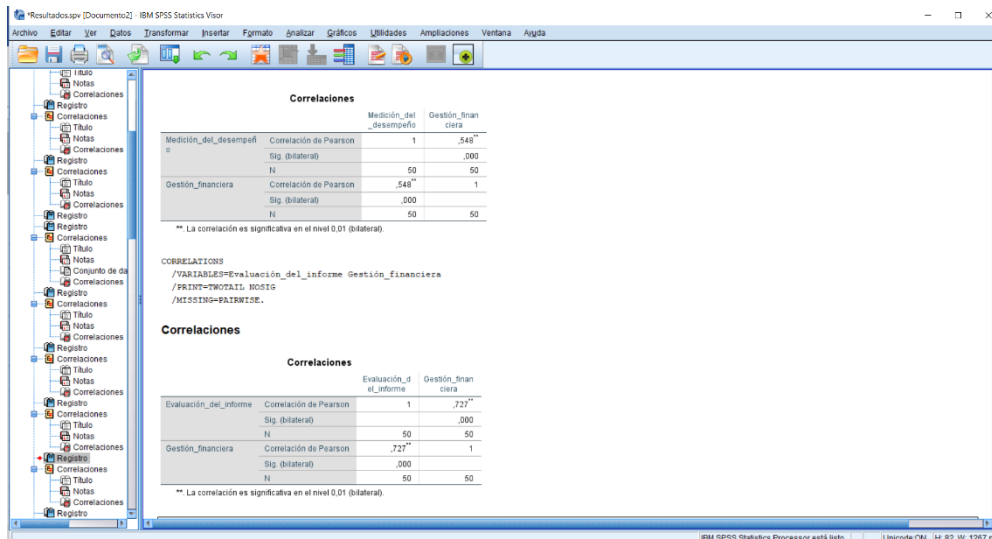 *Resultados.spv [Documento2] - IBM SPSS Statistics Visor
Archivo Editar Ver Datos Transformar Insertar Formato Analizar Gráficos Utilidades Ampliaciones Ventana Ayuda
Título
Notas
Correlaciones
Registro
Correlaciones
Título
Notas
Correlaciones
Registro
Correlaciones
Título
Notas
Correlaciones
Registro
Registro
Correlaciones
Título
Notas
Conjunto de da
Correlaciones
Registro
Correlaciones
Título
Notas
Correlaciones
Registro
Correlaciones
Título
Notas
Correlaciones
Registro
Correlaciones
Título
Notas
Correlaciones
Registro
Correlaciones
Título
Notas
Correlaciones
Registro
Correlaciones
Medición_del_desempeño Gestión_financiera
Medición_del_desempeño Correlación de Pearson 1 ,548**
Sig. (bilateral) ,000
N 50 50
Gestión_financiera Correlación de Pearson ,548** 1
Sig. (bilateral) ,000
N 50 50
**. La correlación es significativa en el nivel 0,01 (bilateral).
CORRELATIONS
/VARIABLES=Evaluación_del_informe Gestión_financiera
/PRINT=TWOTAIL NOSIG
/MISSING=PAIRWISE.
Correlaciones
Correlaciones
Evaluación_del_informe Gestión_financiera
Evaluación_del_informe Correlación de Pearson 1 ,727**
Sig. (bilateral) ,000
N 50 50
Gestión_financiera Correlación de Pearson ,727** 1
Sig. (bilateral) ,000
N 50 50
**. La correlación es significativa en el nivel 0,01 (bilateral).
IBM SPSS Statistics Processor está listo Unicode:ON H: 82, W: 1267